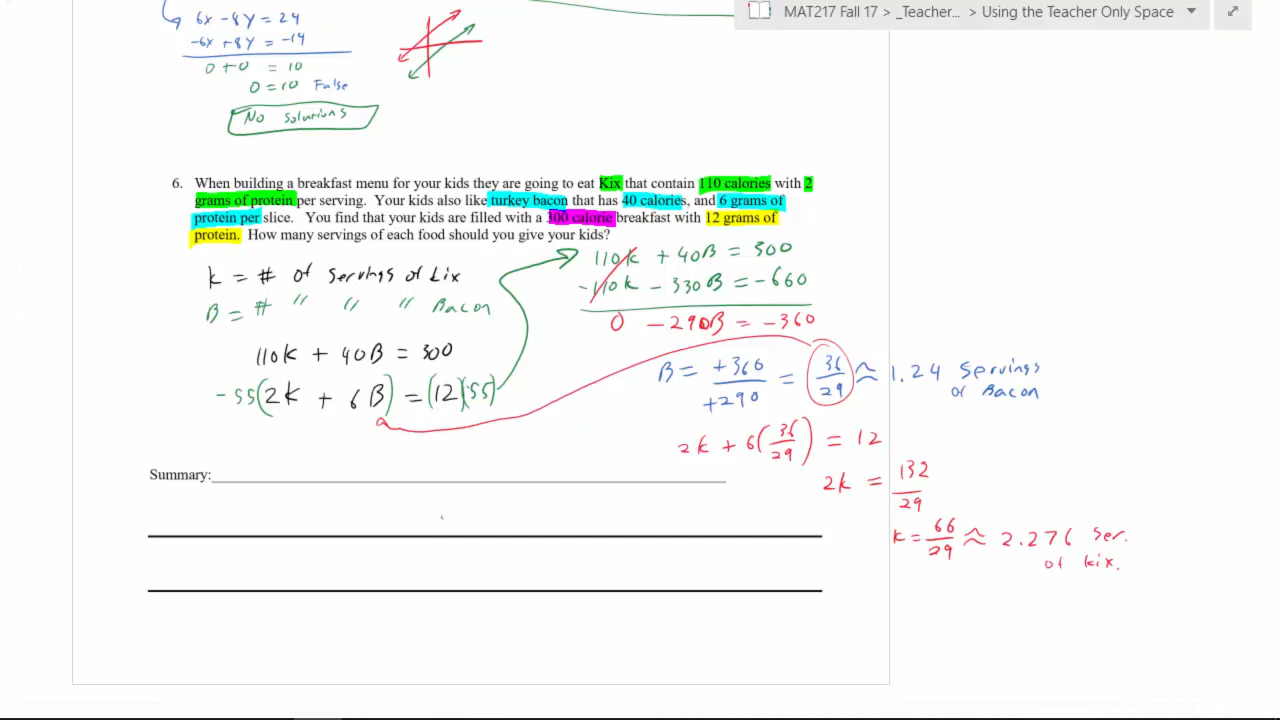 MAT217 Fall 17 > _Teacher... > Using the Teacher Only Space
6x - 8y = 24
-6x + 8y = -14
0 + 0 = 10
0 = 10 False
No solutions
6. When building a breakfast menu for your kids they are going to eat Kix that contain 110 calories with 2
grams of protein per serving. Your kids also like turkey bacon that has 40 calories, and 6 grams of
protein per slice. You find that your kids are filled with a 300 calorie breakfast with 12 grams of
protein. How many servings of each food should you give your kids?
K = # of servings of Kix
B = # " " " Bacon
110K + 40B = 300
-55(2K + 6B) = (12)(-55)
110K + 40B = 300
-110K - 330B = -660
0 - 290B = -360
B = +360/+290 = 36/29 ≈ 1.24 Servings
of Bacon
2K + 6(36/29) = 12
2K = 132/29
K = 66/29 ≈ 2.276 Ser.
of kix.
Summary: